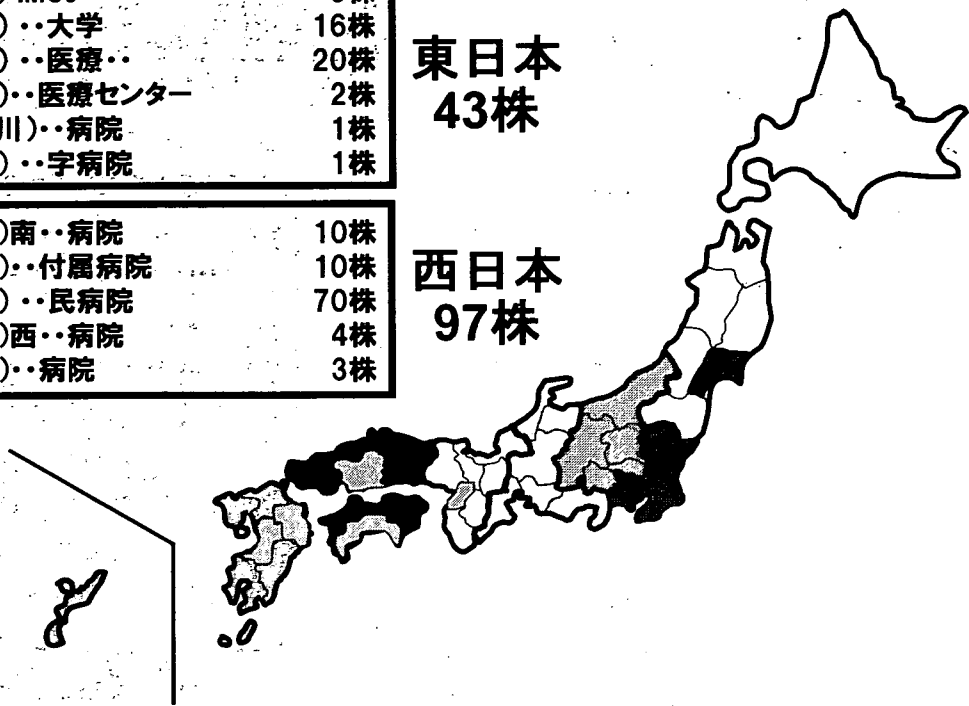 )‥大学 16株
)‥医療‥ 20株
)‥医療センター 2株
川)‥病院 1株
)‥字病院 1株
東日本
43株
)南‥病院 10株
)‥付属病院 10株
)‥民病院 70株
)西‥病院 4株
)‥病院 3株
西日本
97株